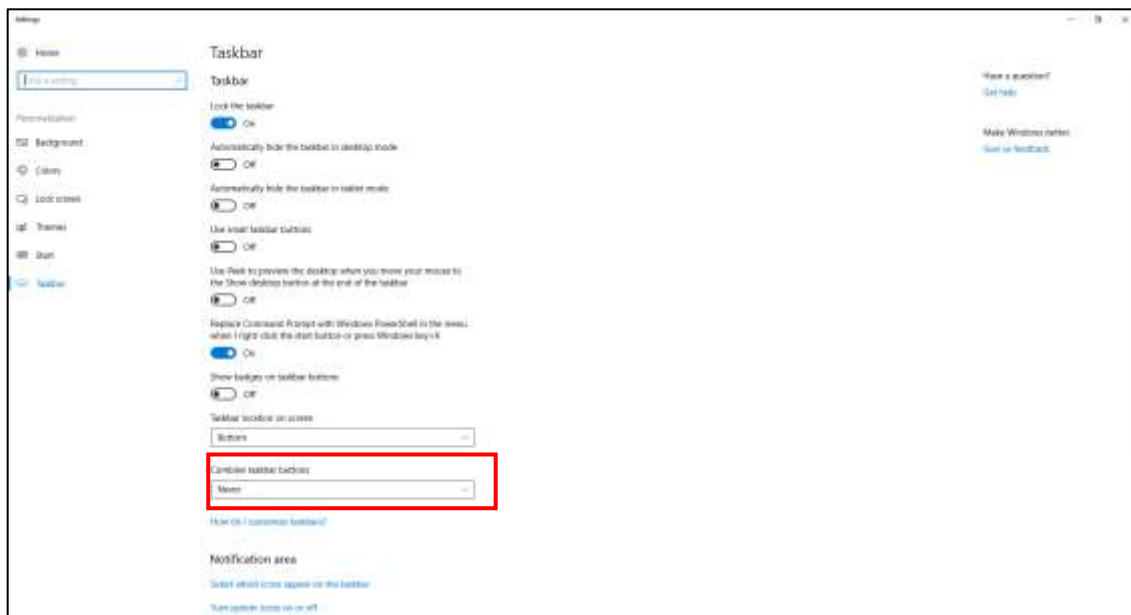 Settings
Home
Find a setting
Personalization
Background
Colors
Lock screen
Themes
Start
Taskbar
Taskbar
Taskbar
Lock the taskbar
On
Automatically hide the taskbar in desktop mode
Off
Automatically hide the taskbar in tablet mode
Off
Use small taskbar buttons
Off
Use Peek to preview the desktop when you move your mouse to
the Show desktop button at the end of the taskbar
Off
Replace Command Prompt with Windows PowerShell in the menu
when I right-click the start button or press Windows key+X
On
Show badges on taskbar buttons
Off
Taskbar location on screen
Bottom
Combine taskbar buttons
Never
How do I customize taskbars?
Notification area
Select which icons appear on the taskbar
Turn system icons on or off
Have a question?
Get help
Make Windows better.
Give us feedback